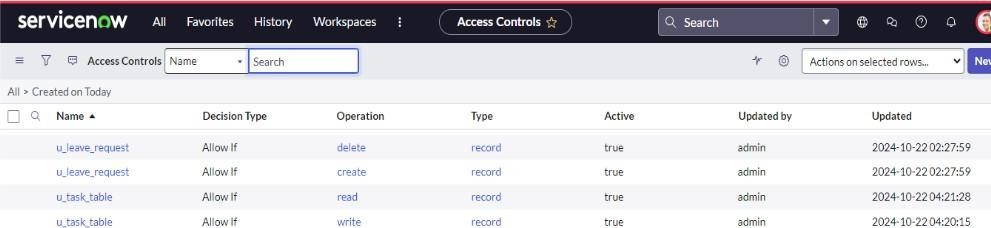 servicenow All Favorites History Workspaces Access Controls Search
Access Controls Name Search Actions on selected rows... New
All > Created on Today
Name Decision Type Operation Type Active Updated by Updated
u_leave_request Allow If delete record true admin 2024-10-22 02:27:59
u_leave_request Allow If create record true admin 2024-10-22 02:27:59
u_task_table Allow If read record true admin 2024-10-22 04:21:28
u_task_table Allow If write record true admin 2024-10-22 04:20:15